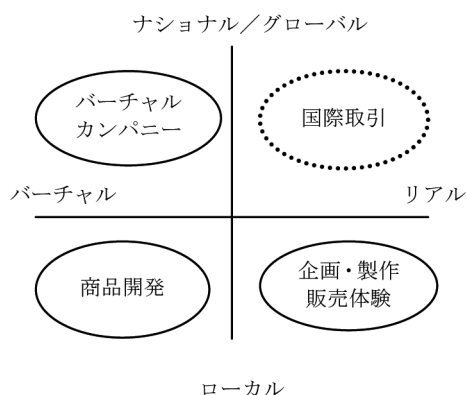 ナショナル／グローバル
バーチャル
カンパニー
国際取引
バーチャル
リアル
商品開発
企画・製作
販売体験
ローカル